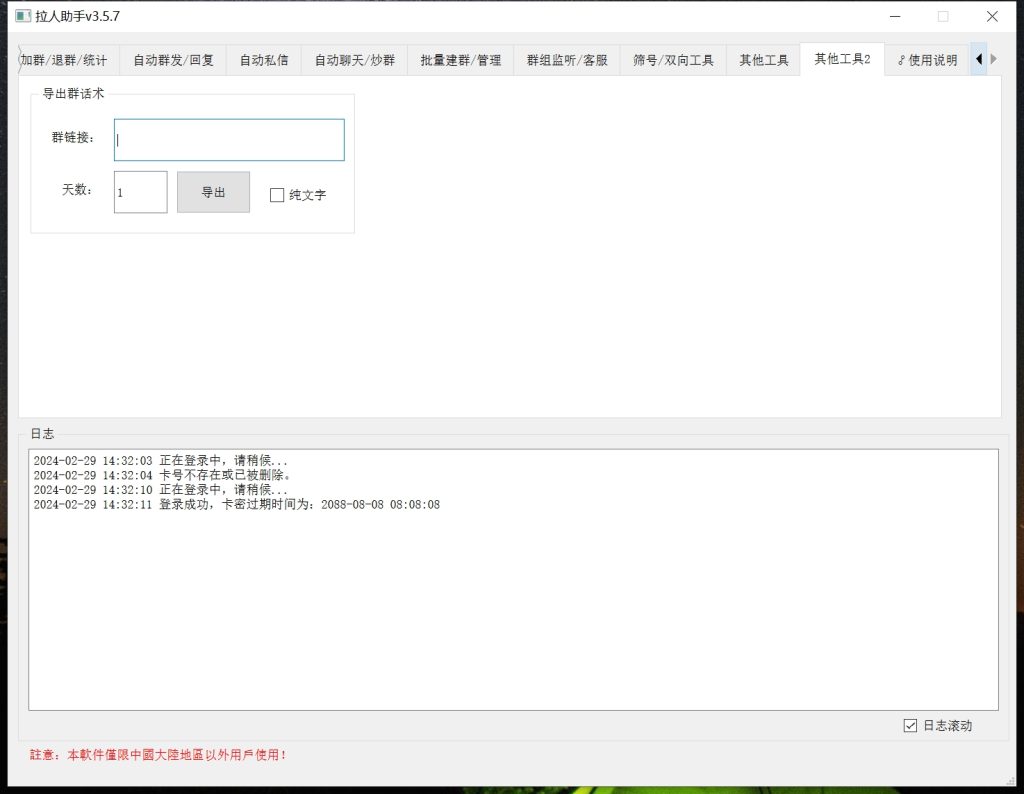 拉人助手v3.5.7
加群/退群/统计 自动群发/回复 自动私信 自动聊天/炒群 批量建群/管理 群组监听/客服 筛号/双向工具 其他工具 其他工具2 使用说明
导出群话术
群链接：
天数： 1 导出 纯文字
日志
2024-02-29 14:32:03 正在登录中，请稍候...
2024-02-29 14:32:04 卡号不存在或已被删除。
2024-02-29 14:32:10 正在登录中，请稍候...
2024-02-29 14:32:11 登录成功，卡密过期时间为：2088-08-08 08:08:08
日志滚动
註意：本軟件僅限中國大陸地區以外用戶使用！